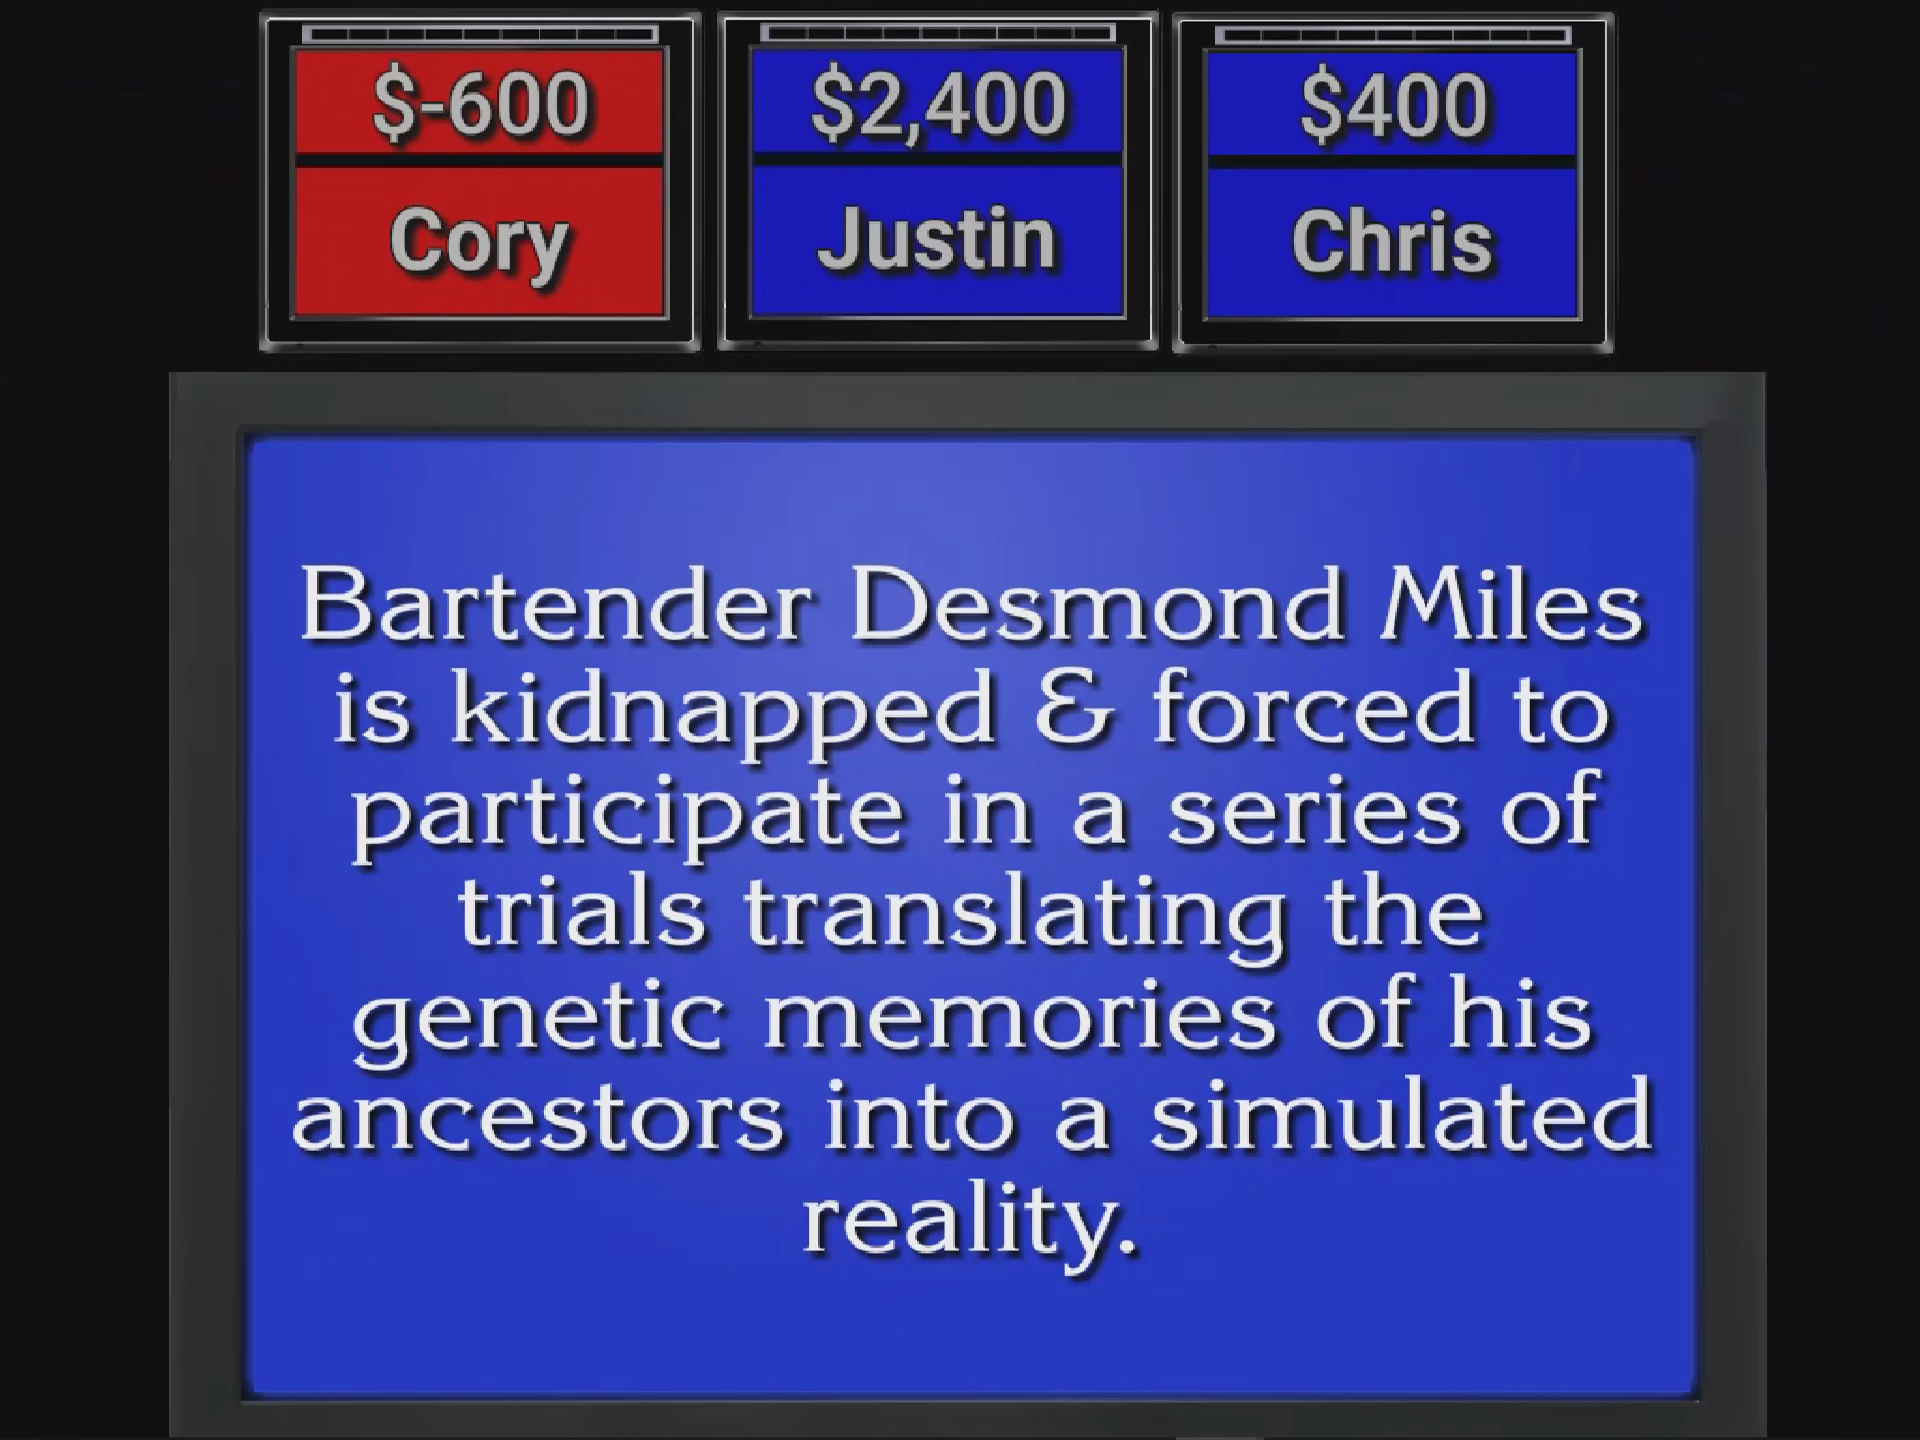 $-600
Cory
$2,400
Justin
$400
Chris
Bartender Desmond Miles
is kidnapped & forced to
participate in a series of
trials translating the
genetic memories of his
ancestors into a simulated
reality.